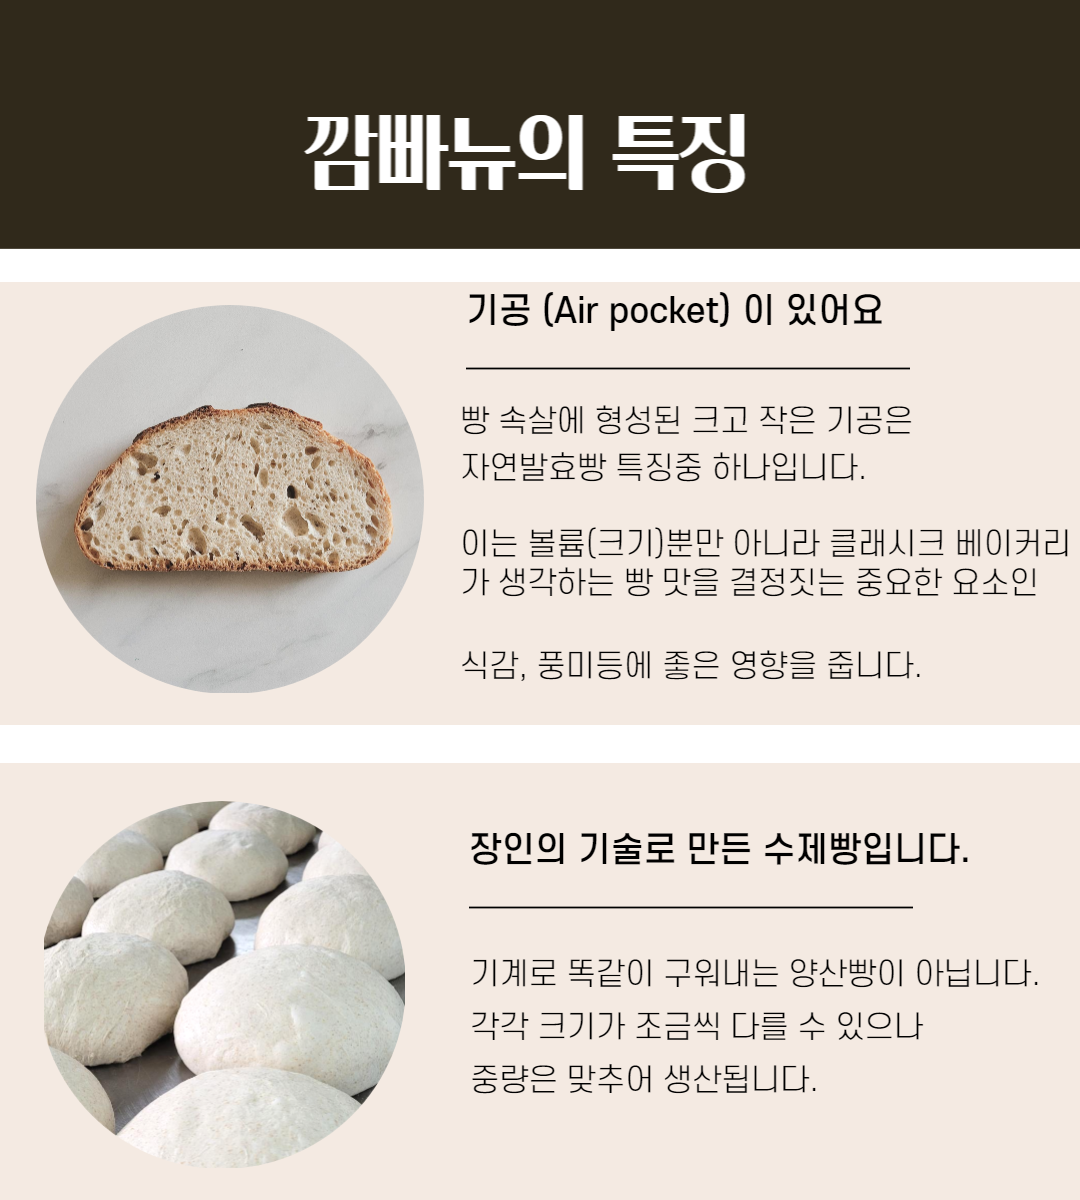 깜빠뉴의 특징
기공 (Air pocket) 이 있어요
빵 속살에 형성된 크고 작은 기공은
자연발효빵 특징중 하나입니다.
이는 볼륨(크기)뿐만 아니라 클래시크 베이커리
가 생각하는 빵 맛을 결정짓는 중요한 요소인
식감, 풍미등에 좋은 영향을 줍니다.
장인의 기술로 만든 수제빵입니다.
기계로 똑같이 구워내는 양산빵이 아닙니다.
각각 크기가 조금씩 다를 수 있으나
중량은 맞추어 생산됩니다.